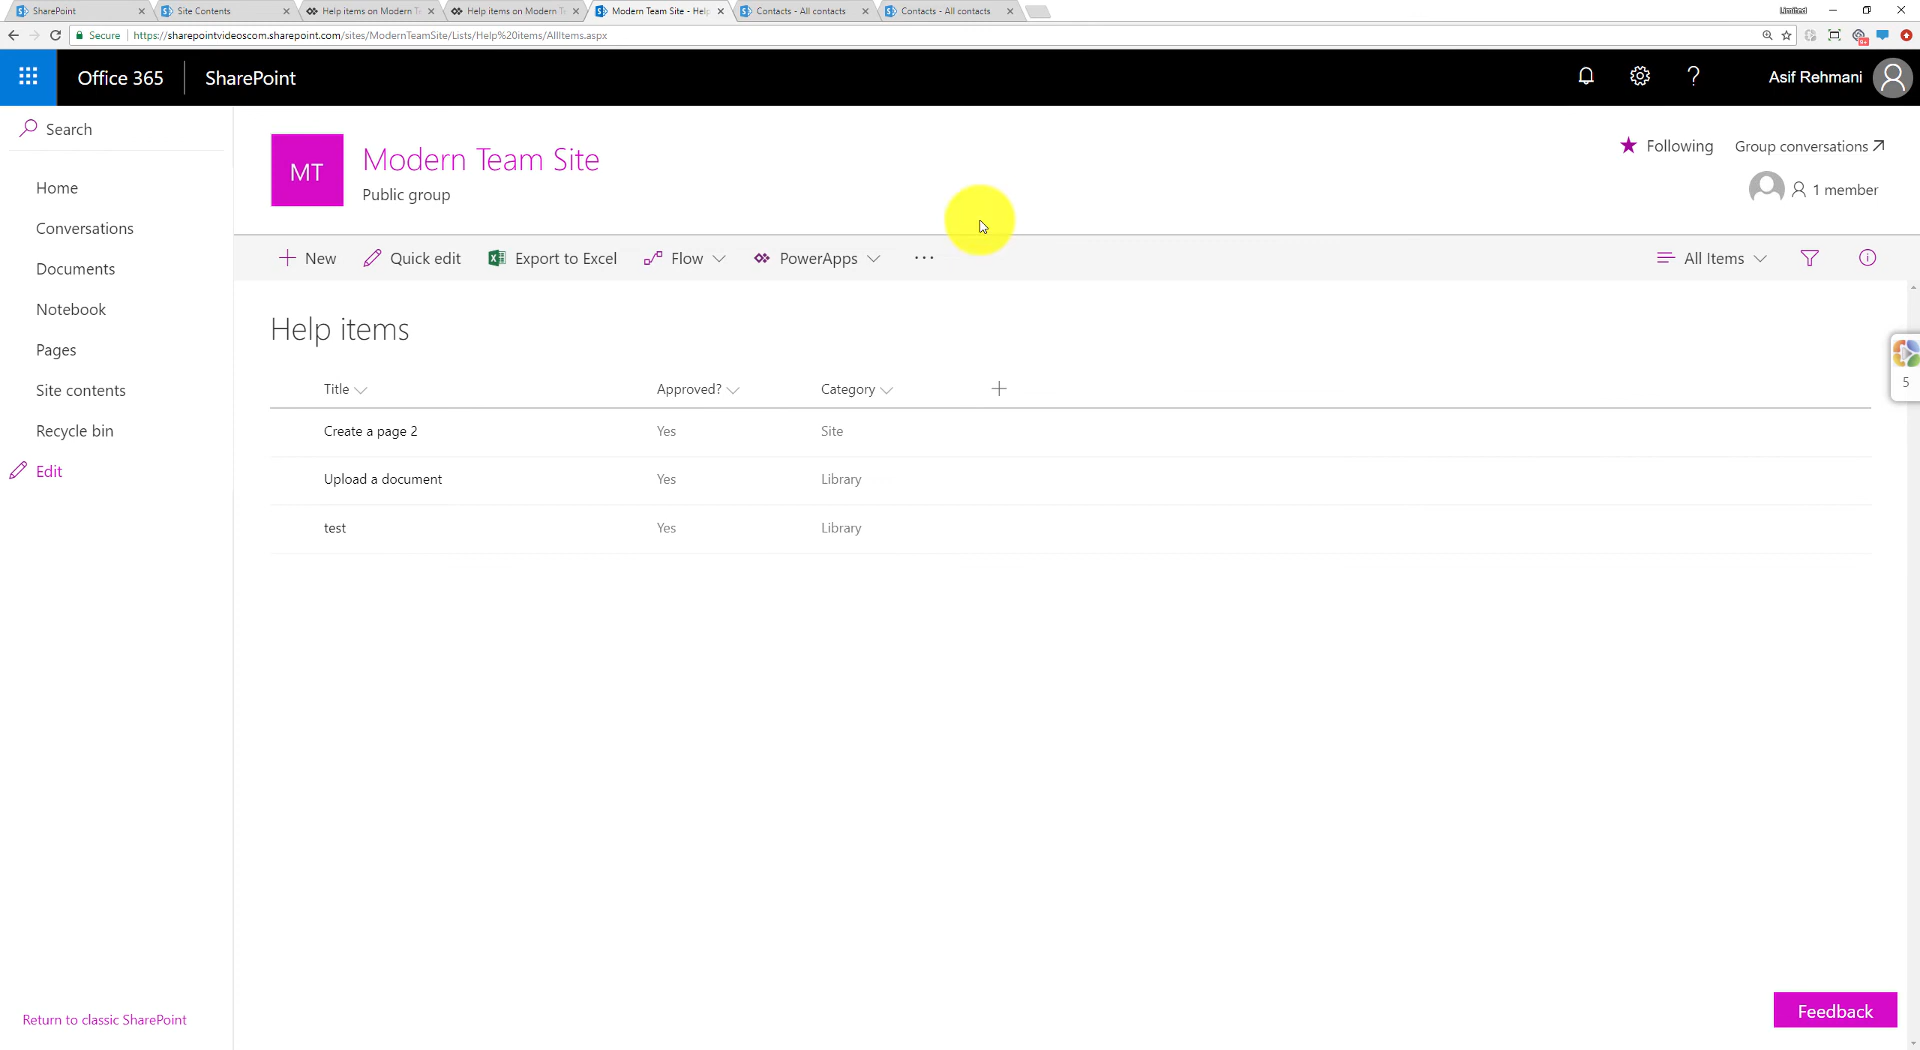 SharePoint
Site Contents
Help items on Modern T
Help items on Modern T
Modern Team Site - Help
Contacts - All contacts
Contacts - All contacts
Secure
https://sharepointvideoscom.sharepoint.com/sites/ModernTeamSite/Lists/Help%20items/AllItems.aspx
Office 365
SharePoint
?
Asif Rehmani
Search
Home
Conversations
Documents
Notebook
Pages
Site contents
Recycle bin
Edit
Return to classic SharePoint
MT
Modern Team Site
Public group
Following
Group conversations
1 member
+ New
Quick edit
Export to Excel
Flow
PowerApps
...
All Items
Help items
Title Approved? Category +
Create a page 2 Yes Site
Upload a document Yes Library
test Yes Library
5
Feedback